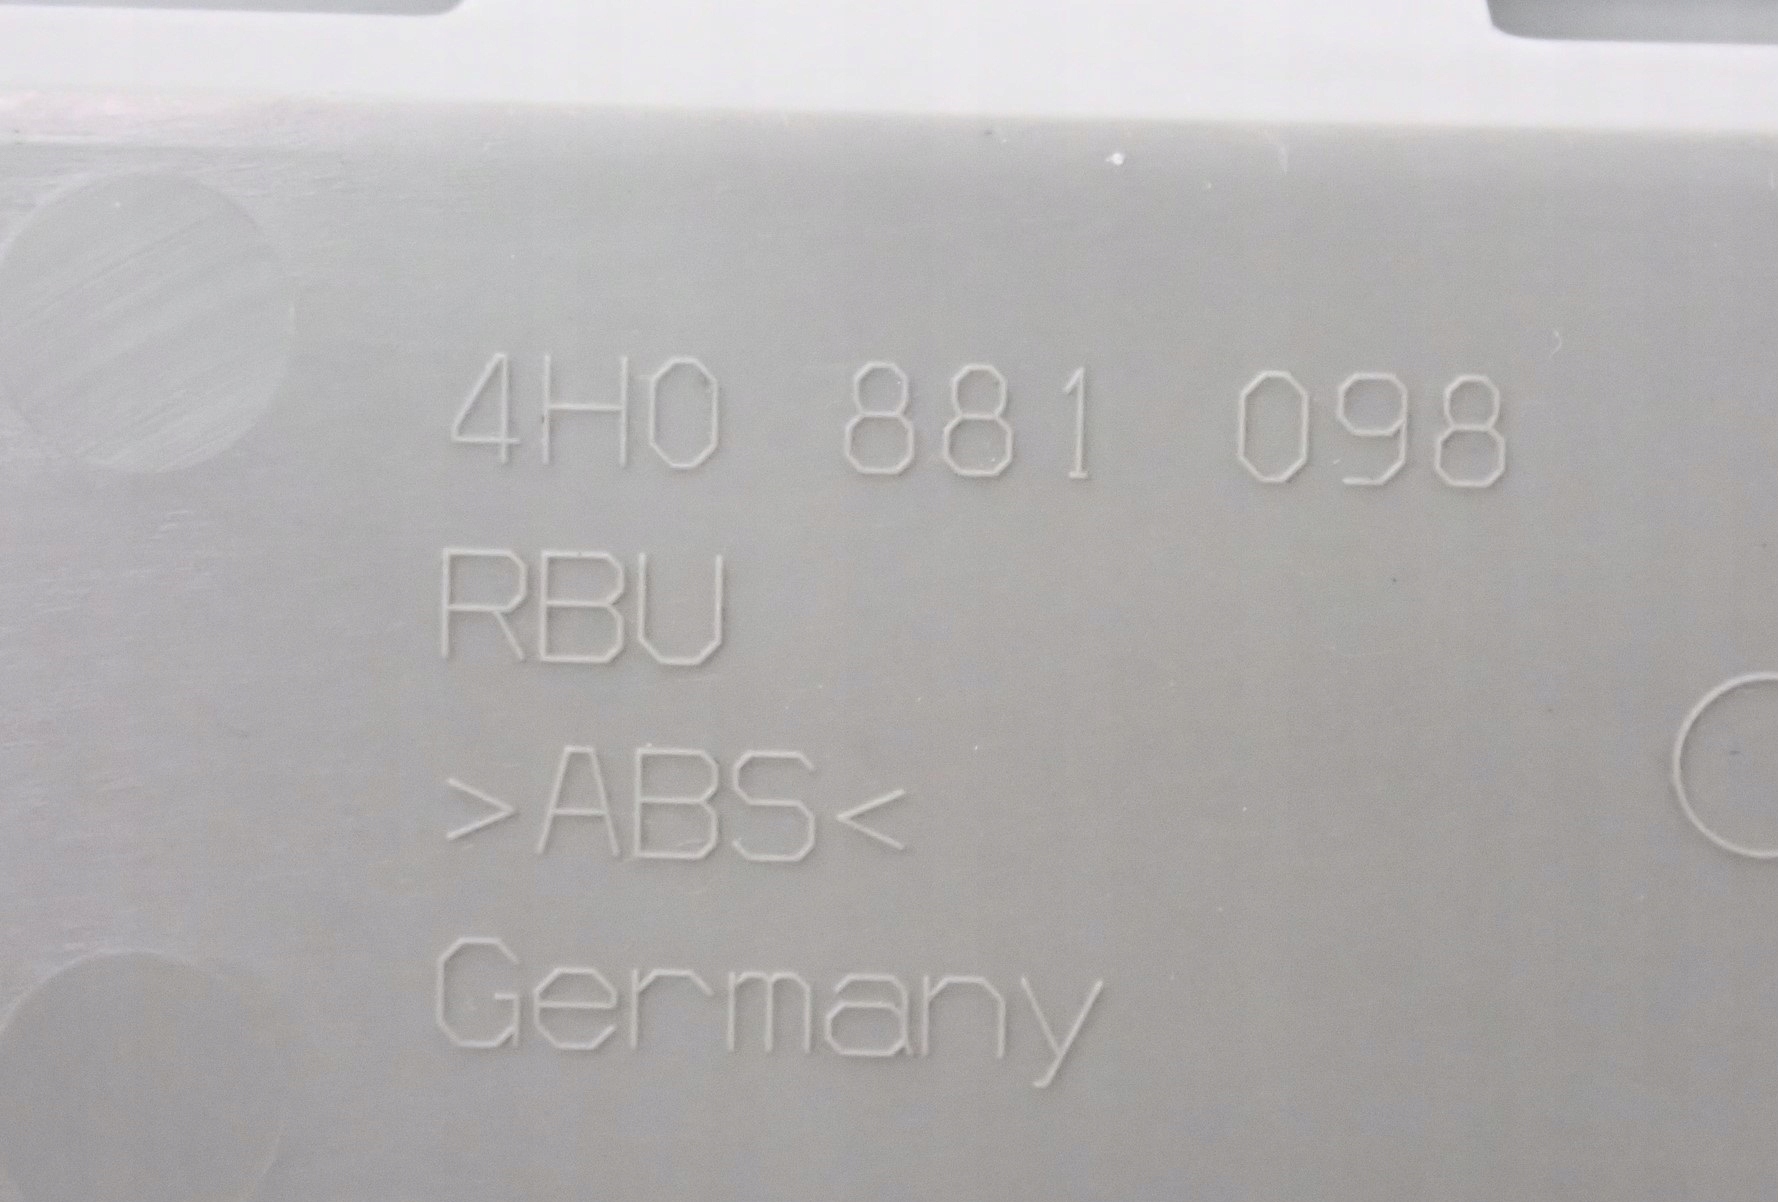 4H0 881 098
RBU
>ABS<
Germany